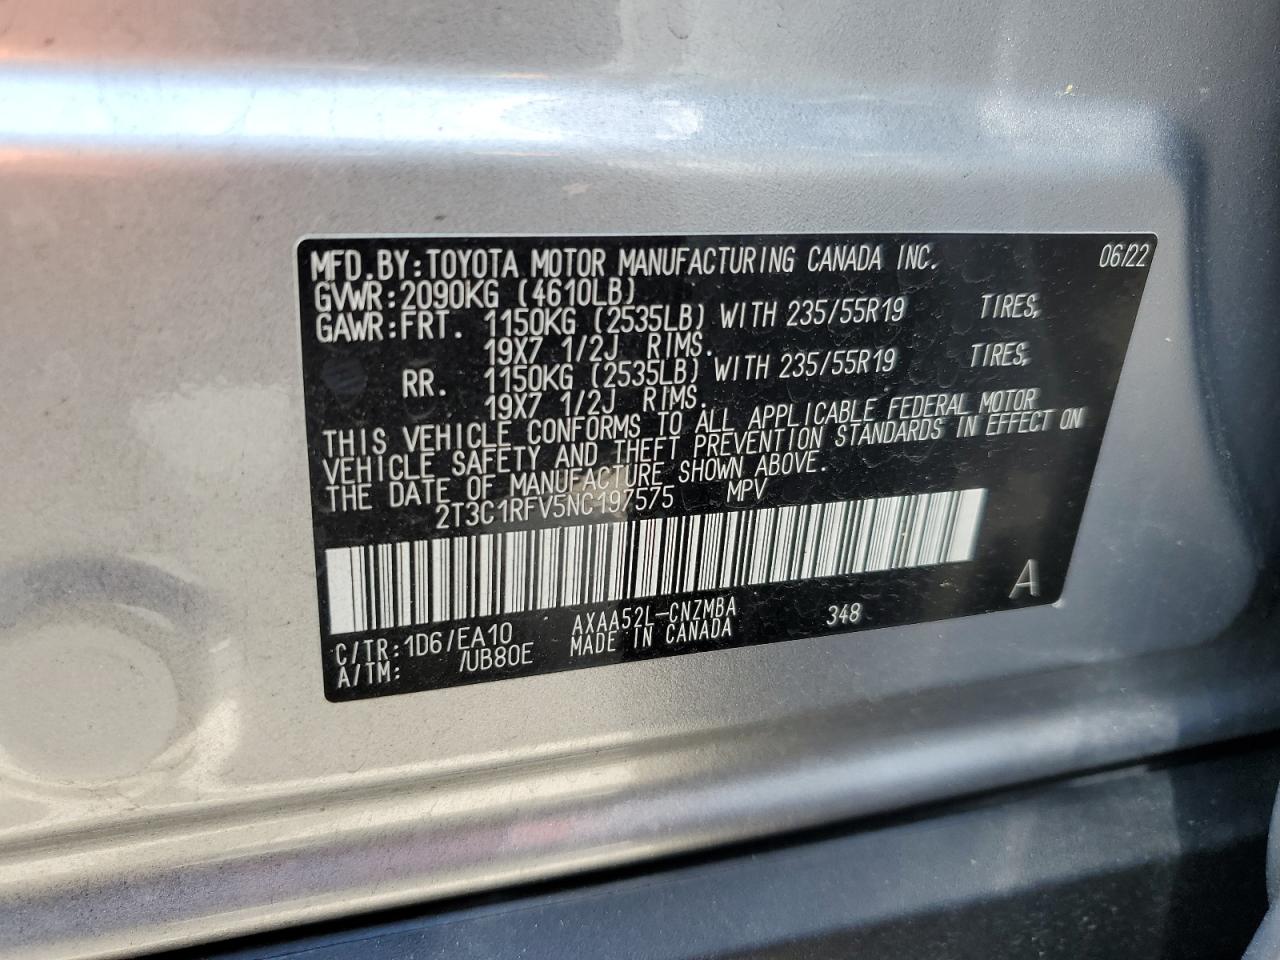 MFD.BY:TOYOTA MOTOR MANUFACTURING CANADA INC. 06/22
GVWR:2090KG (4610LB)
GAWR:FRT. 1150KG (2535LB) WITH 235/55R19 TIRES,
19X7 1/2J RIMS.
RR. 1150KG (2535LB) WITH 235/55R19 TIRES,
19X7 1/2J RIMS.
THIS VEHICLE CONFORMS TO ALL APPLICABLE FEDERAL MOTOR
VEHICLE SAFETY AND THEFT PREVENTION STANDARDS IN EFFECT ON
THE DATE OF MANUFACTURE SHOWN ABOVE.
2T3C1RFV5NC197575 MPV
A
C/TR:1D6/EA10 AXAA52L-CNZMBA 348
A/TM: /UB80E MADE IN CANADA